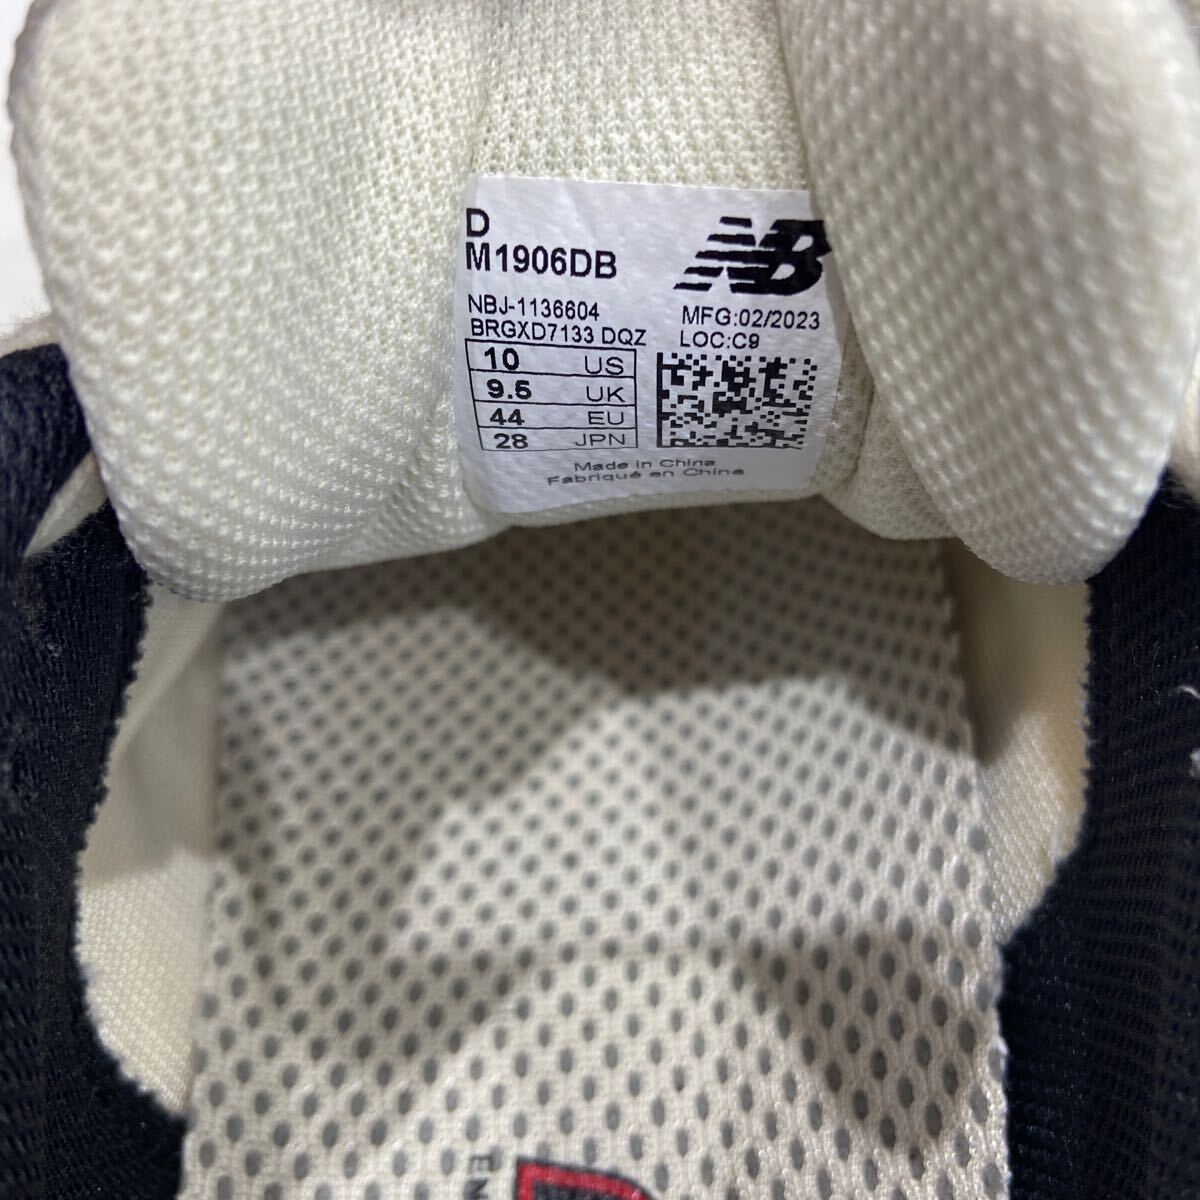 D
M1906DB
NB
NBJ-1136604
BRGXD7133 DQZ
MFG:02/2023
LOC:C9
10 US
9.5 UK
44 EU
28 JPN
Made in China
Fabriqué en Chine